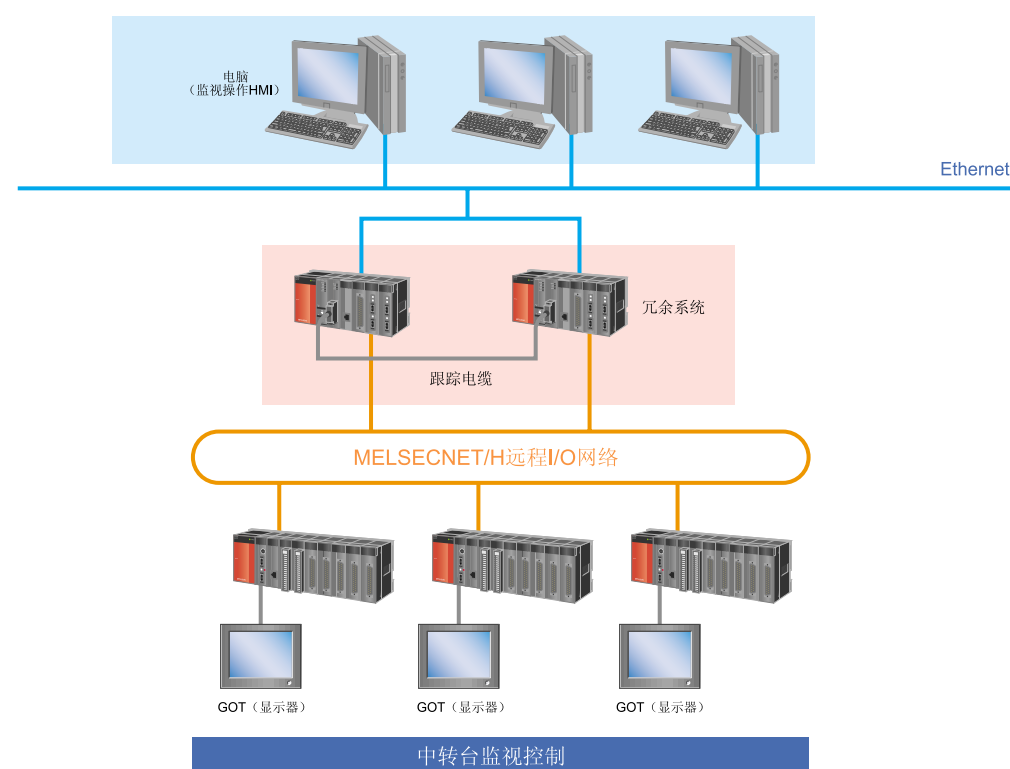 电脑
（监视操作HMI）
Ethernet
冗余系统
跟踪电缆
MELSECNET/H远程I/O网络
GOT（显示器）
GOT（显示器）
GOT（显示器）
中转台监视控制